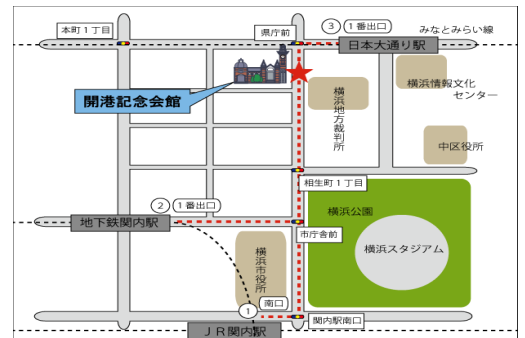 本町１丁目
県庁前
③
１番出口
みなとみらい線
日本大通り駅
開港記念会館
横浜地方裁判所
横浜情報文化
センター
中区役所
相生町１丁目
②
１番出口
地下鉄関内駅
市庁舎前
横浜公園
横浜スタジアム
横浜市役所
①
南口
関内駅南口
ＪＲ関内駅